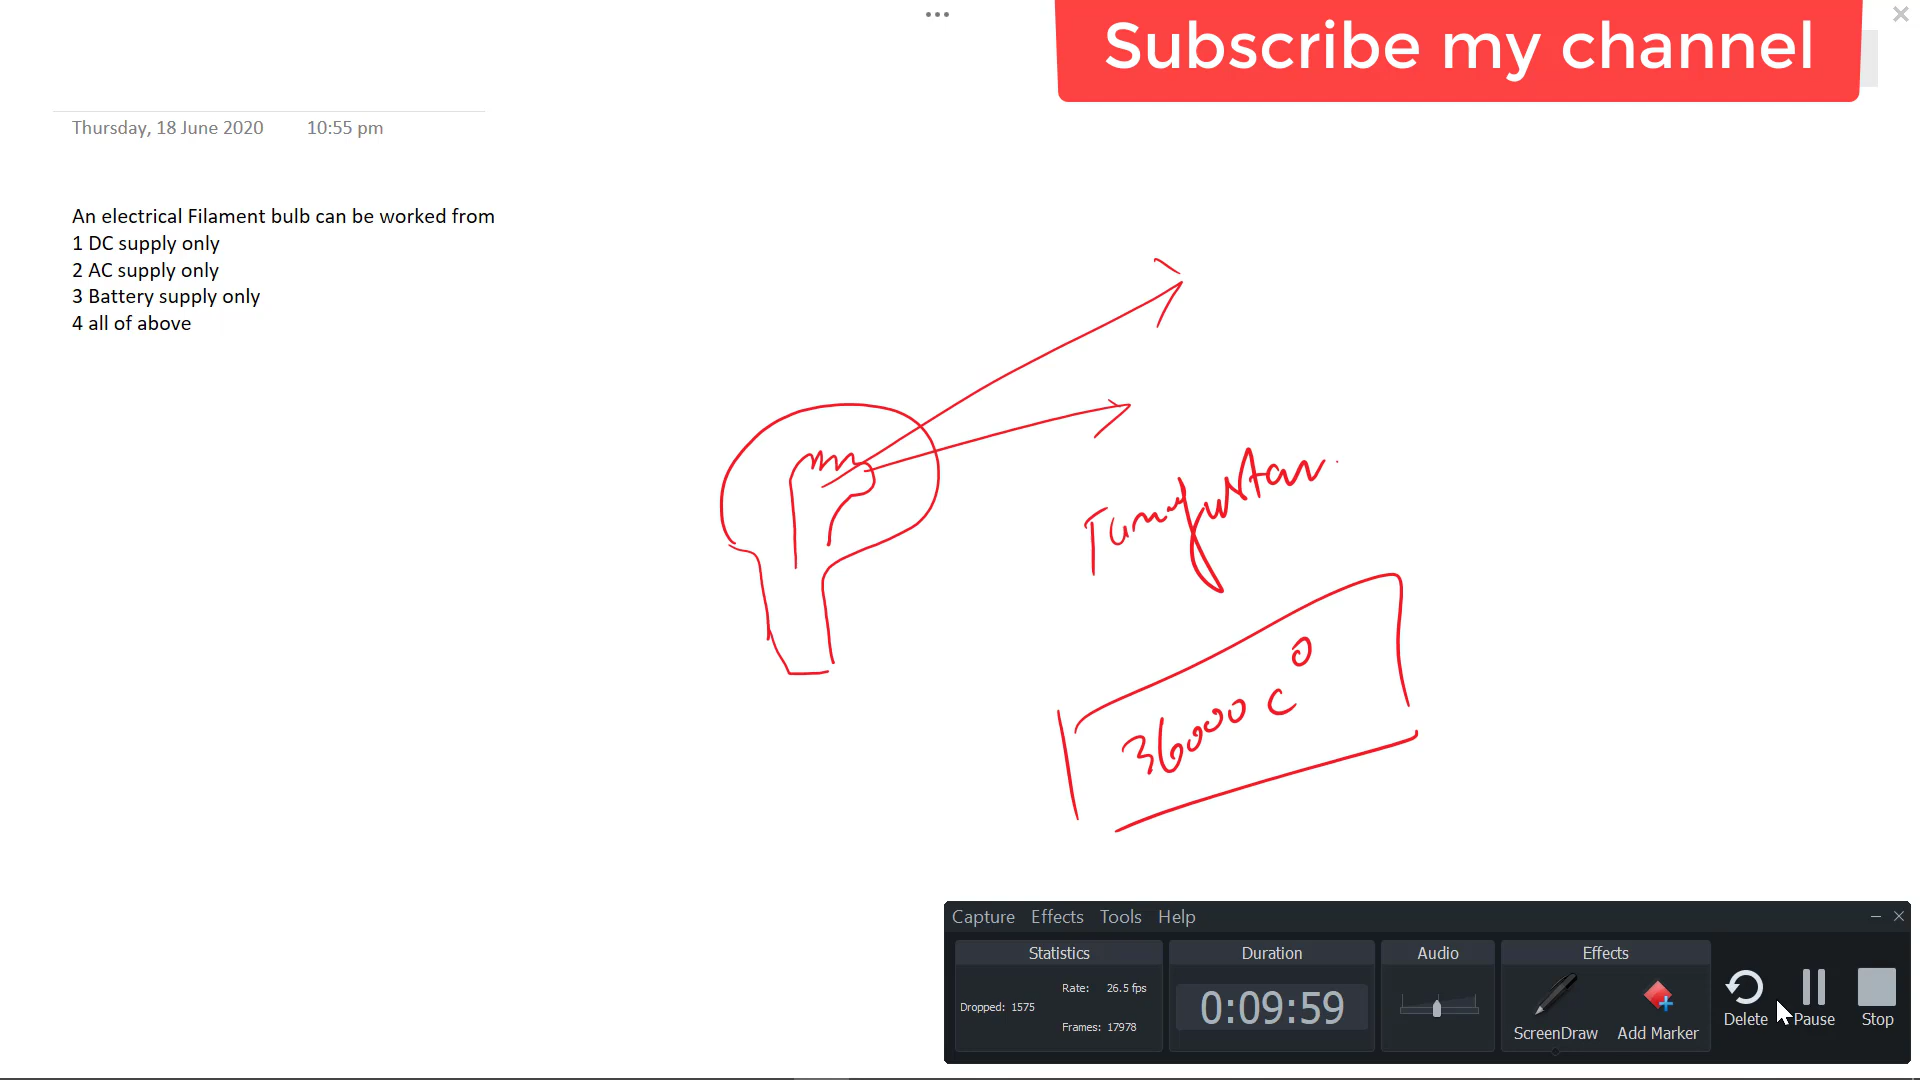 Subscribe my channel
Thursday, 18 June 2020 10:55 pm
An electrical Filament bulb can be worked from
1 DC supply only
2 AC supply only
3 Battery supply only
4 all of above
36000 C⁰
Capture Effects Tools Help
Statistics Duration Audio Effects
Dropped: 1575
Rate: 26.5 fps
Frames: 17978
0:09:59
ScreenDraw Add Marker
Delete Pause Stop